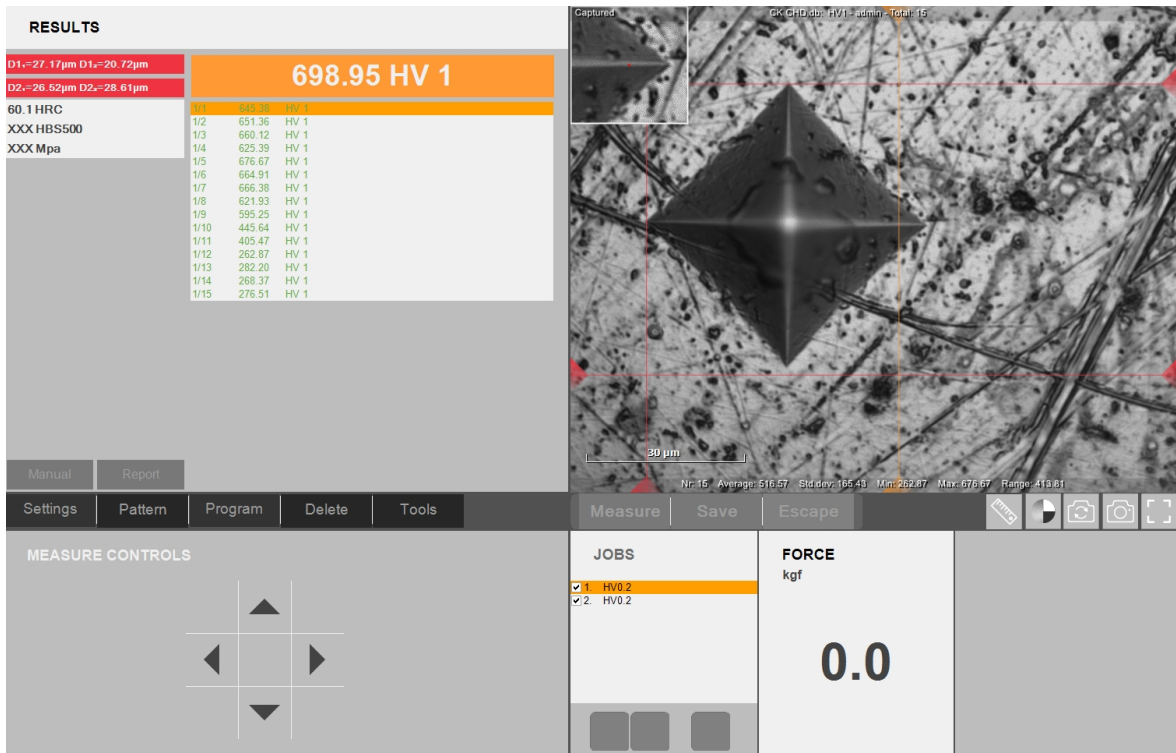 RESULTS
D1₁=27.17µm D1₂=20.72µm
D2₁=26.52µm D2₂=28.61µm
60.1 HRC
XXX HBS500
XXX Mpa
698.95 HV 1
1/1 645.38 HV 1
1/2 651.36 HV 1
1/3 660.12 HV 1
1/4 625.39 HV 1
1/5 676.67 HV 1
1/6 664.91 HV 1
1/7 666.38 HV 1
1/8 621.93 HV 1
1/9 595.25 HV 1
1/10 445.64 HV 1
1/11 405.47 HV 1
1/12 262.87 HV 1
1/13 282.20 HV 1
1/14 268.37 HV 1
1/15 276.51 HV 1
Manual Report
Captured
CK CHD.db: HV1 - admin - Total: 15
30 µm
Nr: 15 Average: 516.57 Std.dev: 165.43 Min: 262.87 Max: 676.67 Range: 413.81
Settings Pattern Program Delete Tools
Measure Save Escape
MEASURE CONTROLS
JOBS
1. HV0.2
2. HV0.2
FORCE
kgf
0.0